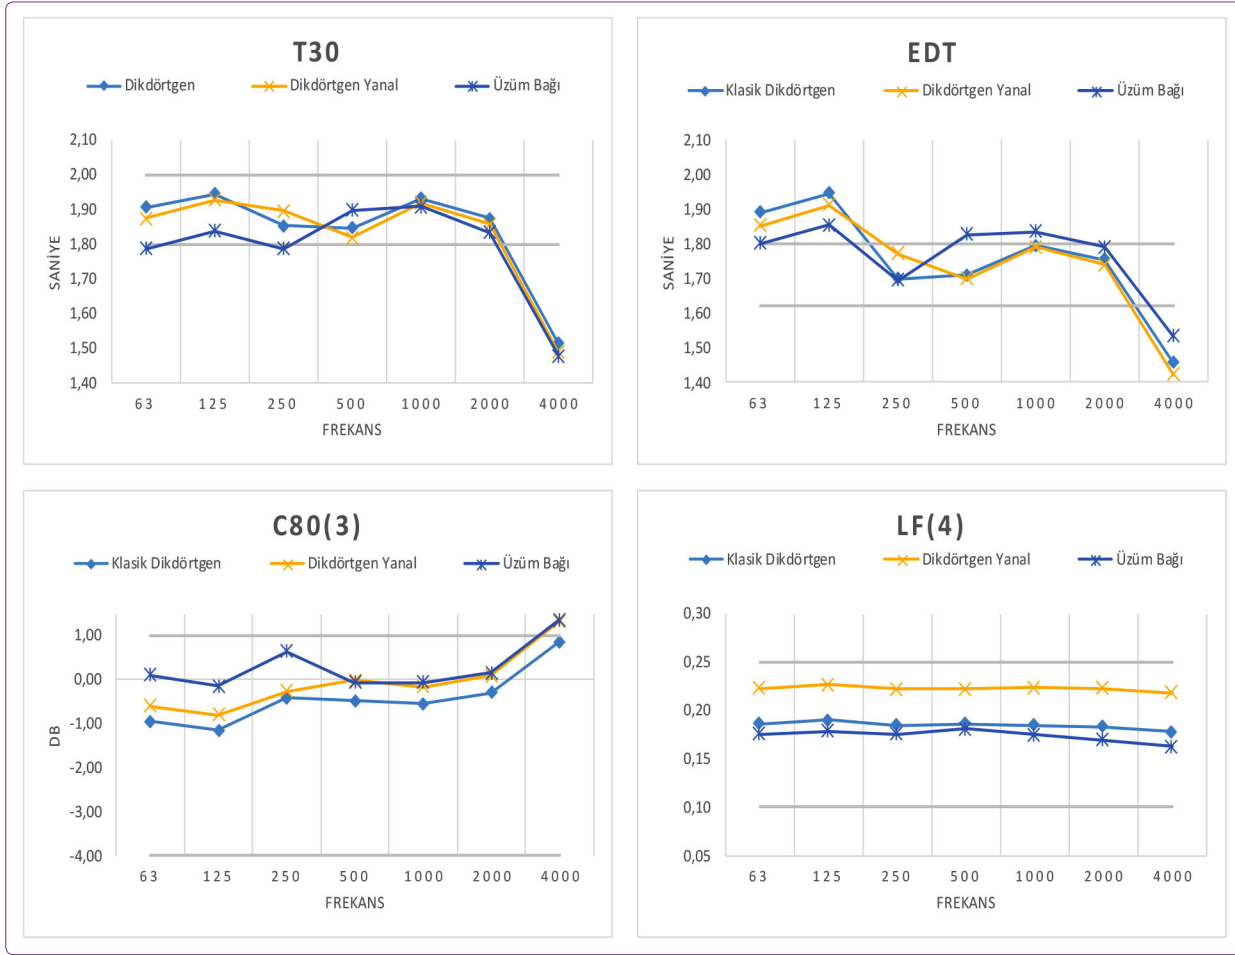 T30
Dikdörtgen Dikdörtgen Yanal Üzüm Bağı
2,10
2,00
1,90
1,80
1,70
1,60
1,50
1,40
SANİYE
63 125 250 500 1000 2000 4000
FREKANS
EDT
Klasik Dikdörtgen Dikdörtgen Yanal Üzüm Bağı
2,10
2,00
1,90
1,80
1,70
1,60
1,50
1,40
SANİYE
63 125 250 500 1000 2000 4000
FREKANS
C80(3)
Klasik Dikdörtgen Dikdörtgen Yanal Üzüm Bağı
1,00
0,00
-1,00
-2,00
-3,00
-4,00
DB
63 125 250 500 1000 2000 4000
FREKANS
LF(4)
Klasik Dikdörtgen Dikdörtgen Yanal Üzüm Bağı
0,30
0,25
0,20
0,15
0,10
0,05
63 125 250 500 1000 2000 4000
FREKANS